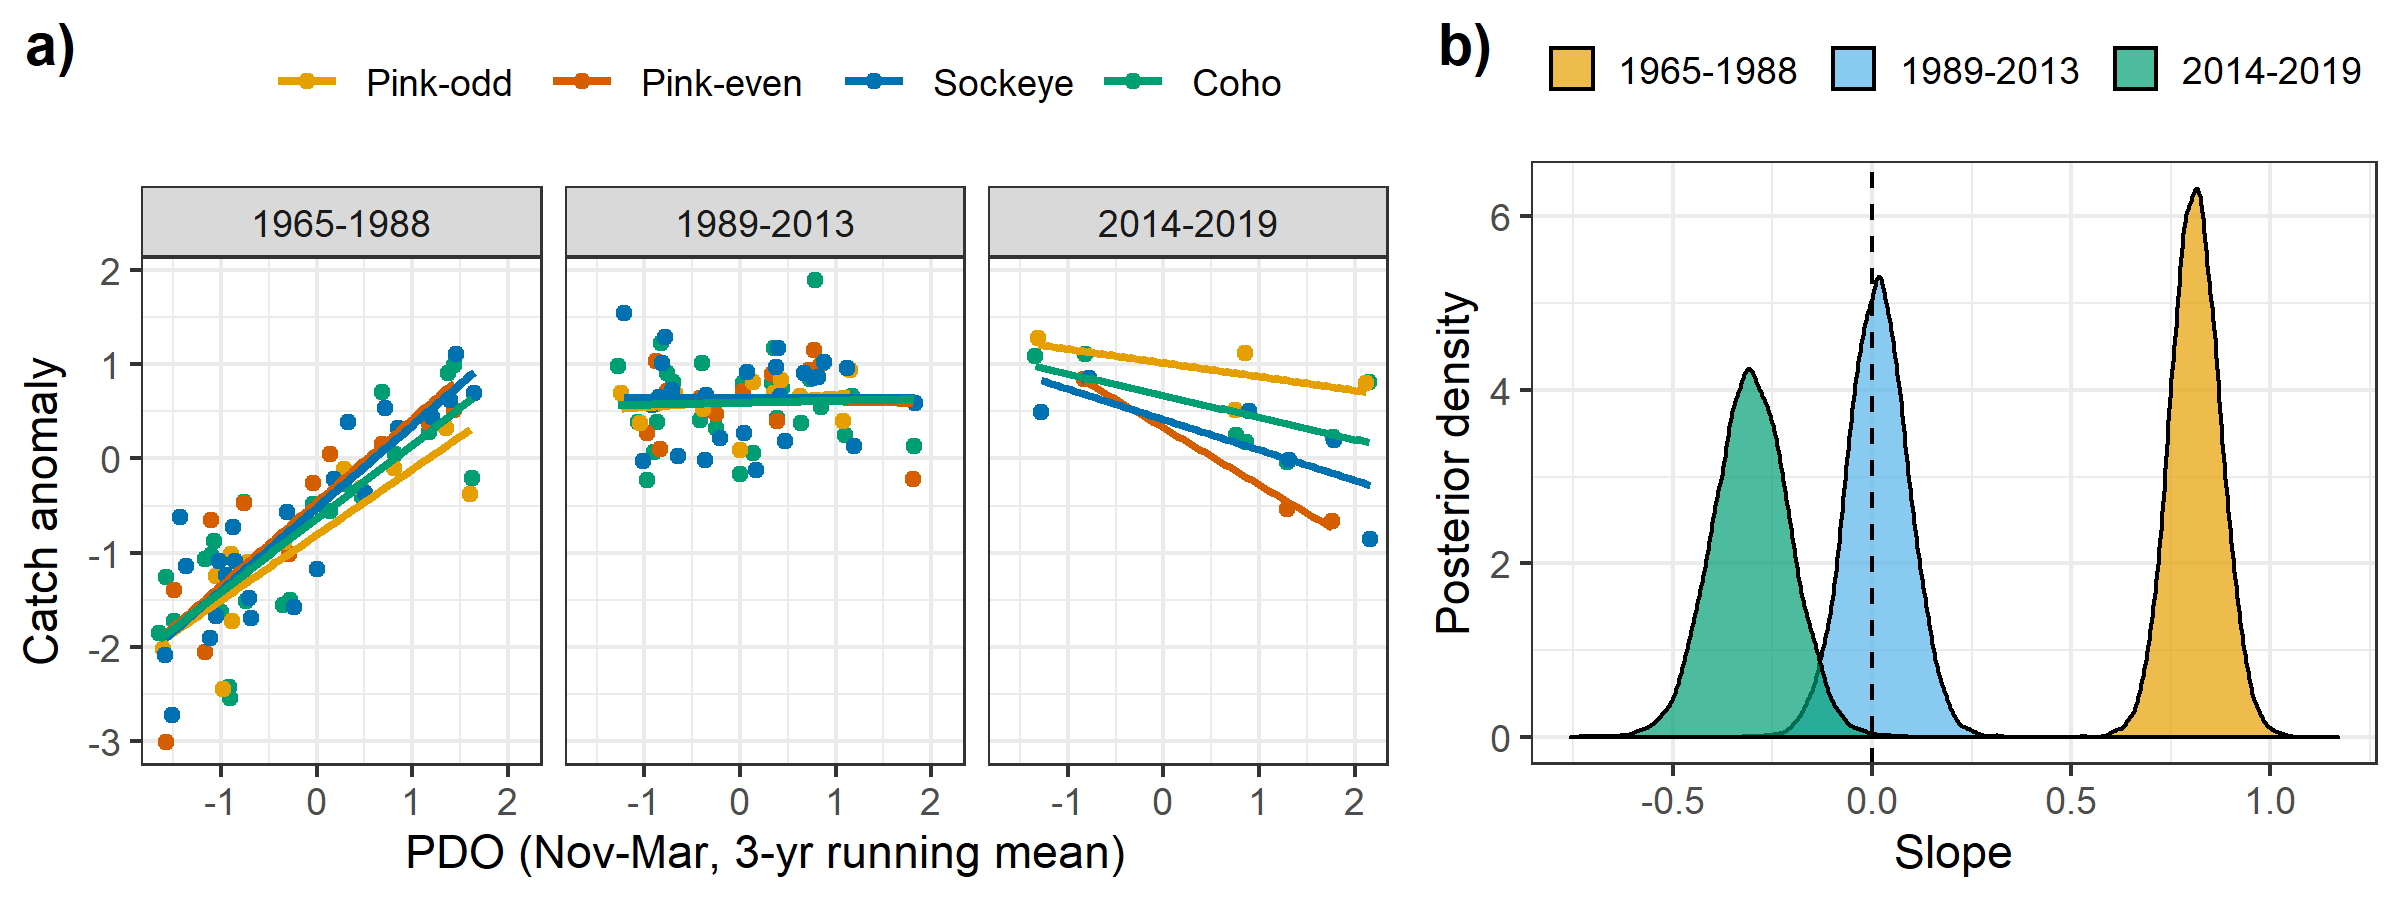 a)
Pink-odd Pink-even Sockeye Coho
1965-1988 1989-2013 2014-2019
Catch anomaly
2
1
0
-1
-2
-3
-1 0 1 2 -1 0 1 2 -1 0 1 2
PDO (Nov-Mar, 3-yr running mean)
b)
1965-1988 1989-2013 2014-2019
Posterior density
6
4
2
0
-0.5 0.0 0.5 1.0
Slope